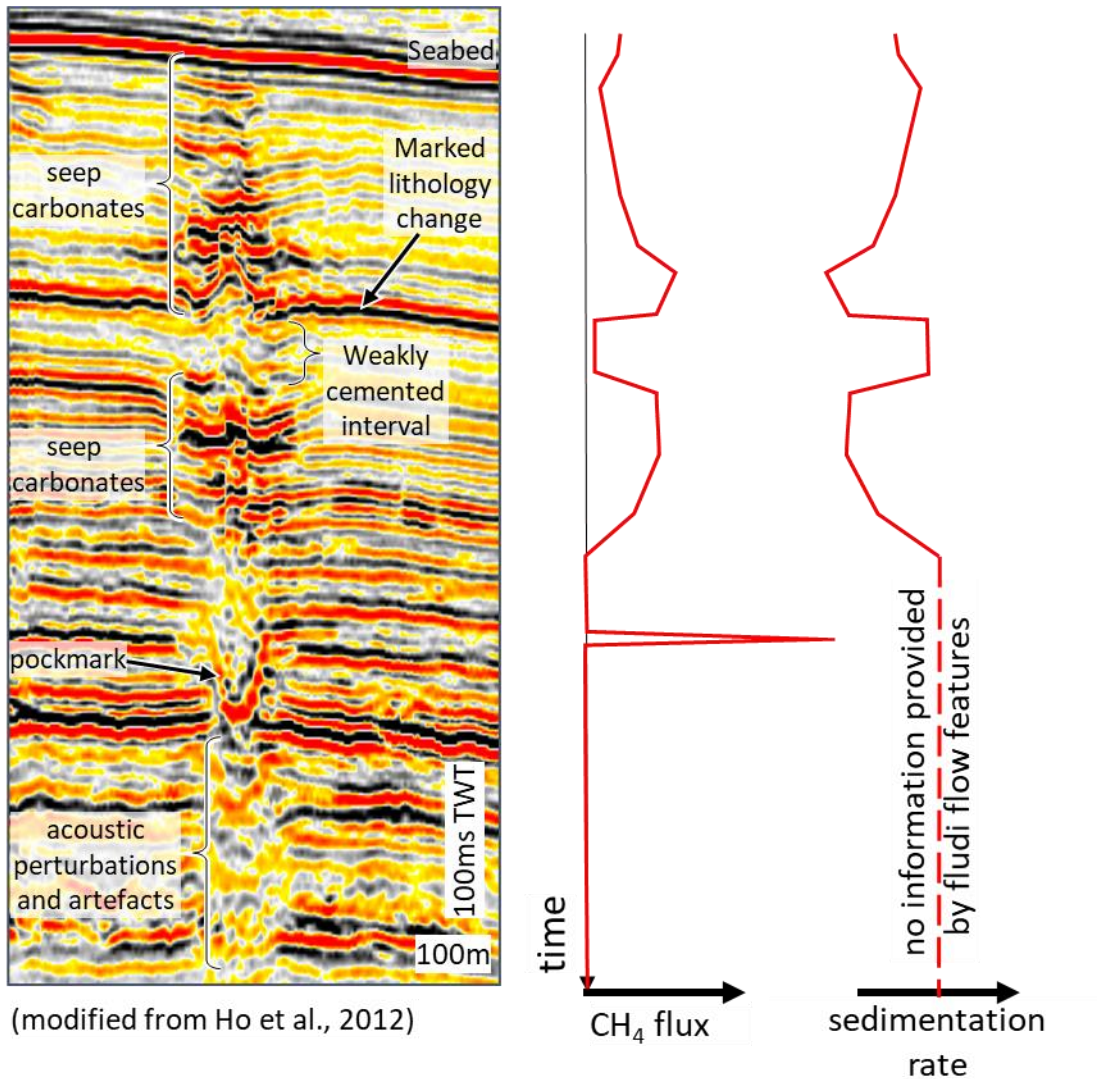 Seabed
seep
carbonates
Marked
lithology
change
Weakly
cemented
interval
seep
carbonates
pockmark
acoustic
perturbations
and artefacts
100ms TWT
100m
(modified from Ho et al., 2012)
time
CH₄ flux
no information provided
by fludi flow features
sedimentation
rate